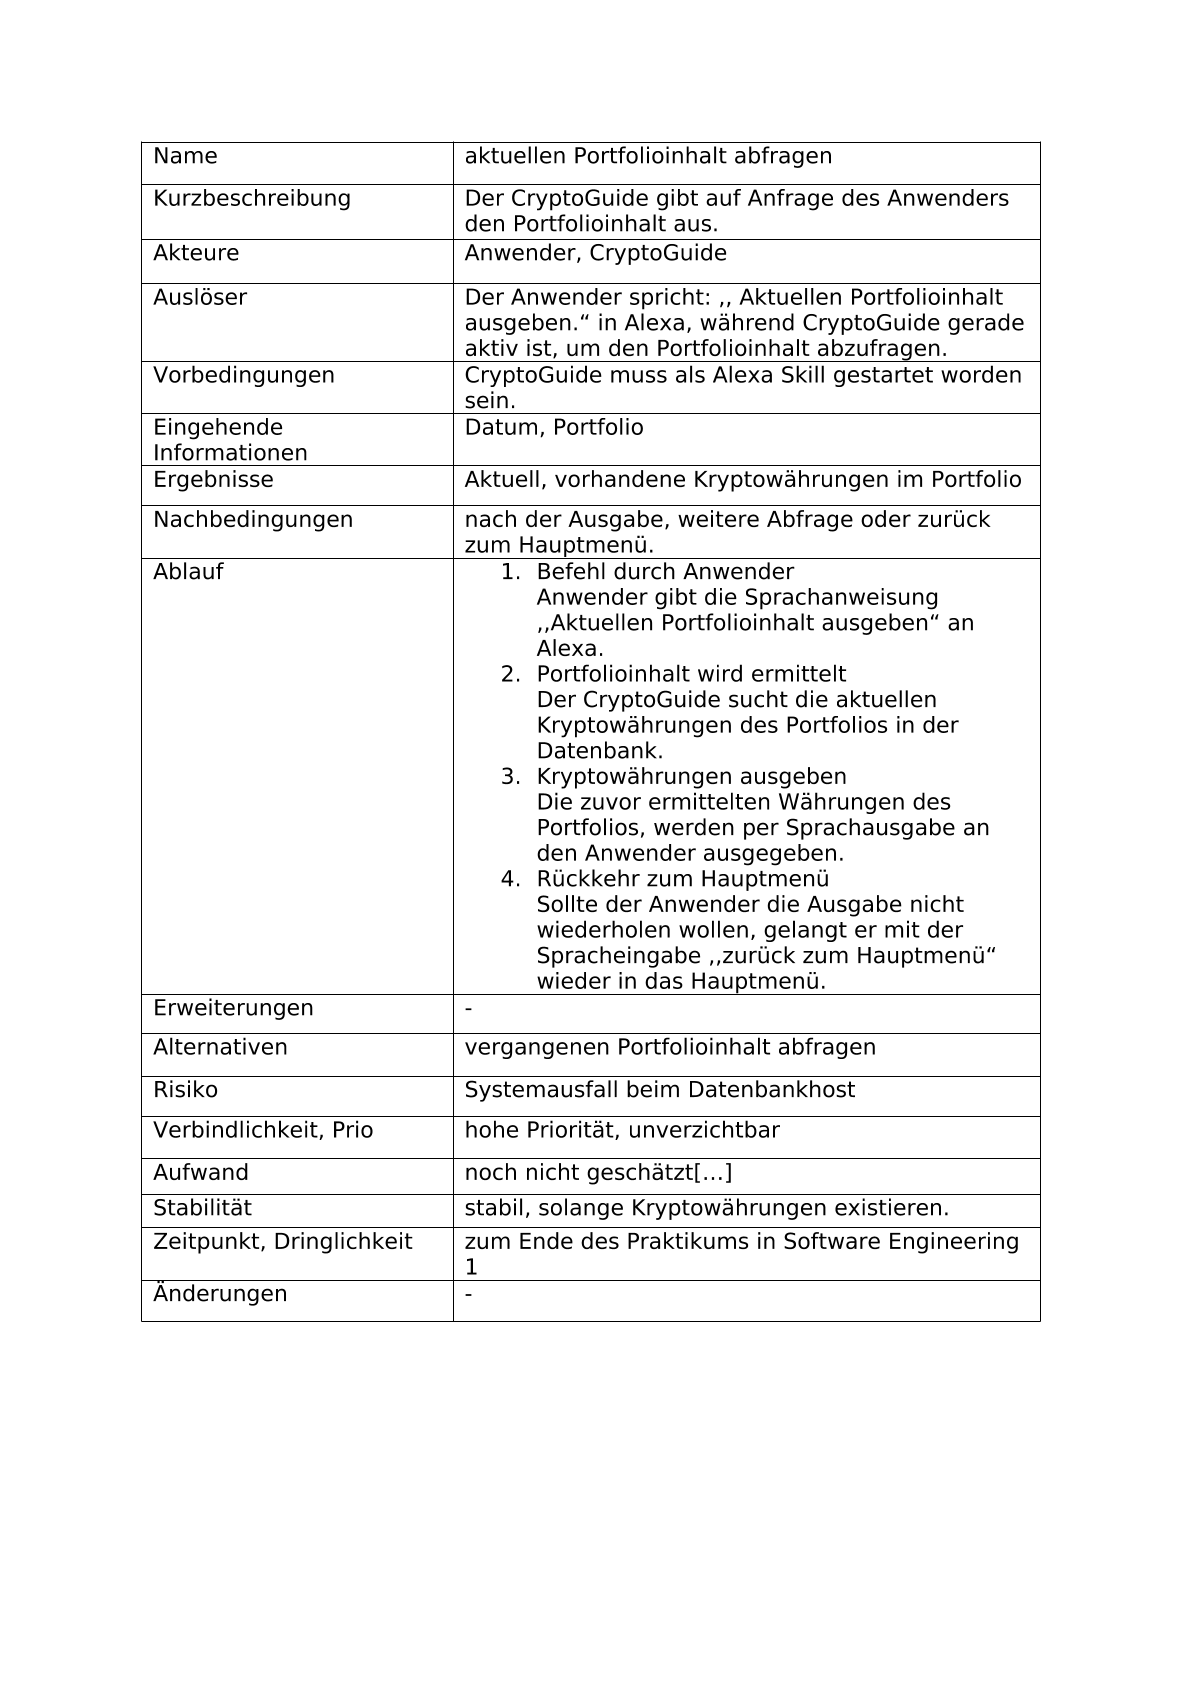 Name
aktuellen Portfolioinhalt abfragen
Kurzbeschreibung
Der CryptoGuide gibt auf Anfrage des Anwenders
den Portfolioinhalt aus.
Akteure
Anwender, CryptoGuide
Auslöser
Der Anwender spricht: ,, Aktuellen Portfolioinhalt
ausgeben.“ in Alexa, während CryptoGuide gerade
aktiv ist, um den Portfolioinhalt abzufragen.
Vorbedingungen
CryptoGuide muss als Alexa Skill gestartet worden
sein.
Eingehende
Informationen
Datum, Portfolio
Ergebnisse
Aktuell, vorhandene Kryptowährungen im Portfolio
Nachbedingungen
nach der Ausgabe, weitere Abfrage oder zurück
zum Hauptmenü.
Ablauf
1. Befehl durch Anwender
Anwender gibt die Sprachanweisung
,,Aktuellen Portfolioinhalt ausgeben“ an
Alexa.
2. Portfolioinhalt wird ermittelt
Der CryptoGuide sucht die aktuellen
Kryptowährungen des Portfolios in der
Datenbank.
3. Kryptowährungen ausgeben
Die zuvor ermittelten Währungen des
Portfolios, werden per Sprachausgabe an
den Anwender ausgegeben.
4. Rückkehr zum Hauptmenü
Sollte der Anwender die Ausgabe nicht
wiederholen wollen, gelangt er mit der
Spracheingabe ,,zurück zum Hauptmenü“
wieder in das Hauptmenü.
Erweiterungen
-
Alternativen
vergangenen Portfolioinhalt abfragen
Risiko
Systemausfall beim Datenbankhost
Verbindlichkeit, Prio
hohe Priorität, unverzichtbar
Aufwand
noch nicht geschätzt[…]
Stabilität
stabil, solange Kryptowährungen existieren.
Zeitpunkt, Dringlichkeit
zum Ende des Praktikums in Software Engineering
1
Änderungen
-